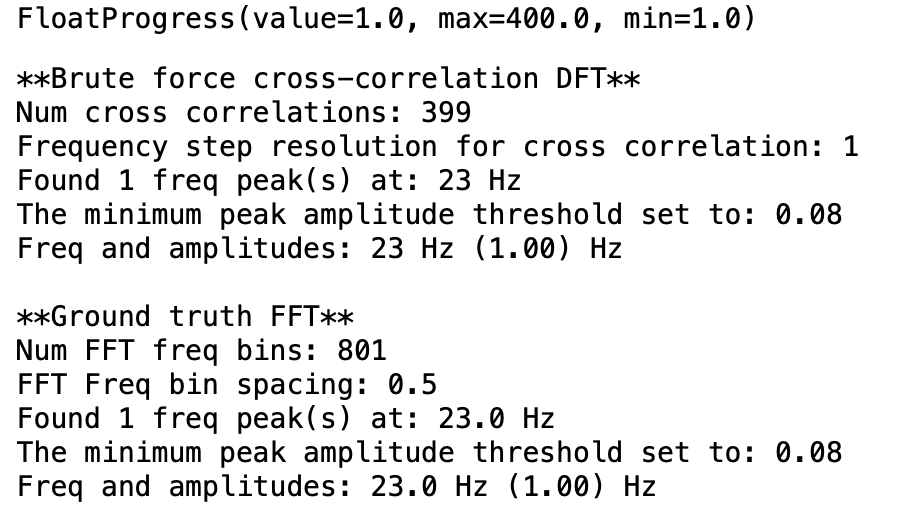 FloatProgress(value=1.0, max=400.0, min=1.0)
**Brute force cross-correlation DFT**
Num cross correlations: 399
Frequency step resolution for cross correlation: 1
Found 1 freq peak(s) at: 23 Hz
The minimum peak amplitude threshold set to: 0.08
Freq and amplitudes: 23 Hz (1.00) Hz
**Ground truth FFT**
Num FFT freq bins: 801
FFT Freq bin spacing: 0.5
Found 1 freq peak(s) at: 23.0 Hz
The minimum peak amplitude threshold set to: 0.08
Freq and amplitudes: 23.0 Hz (1.00) Hz